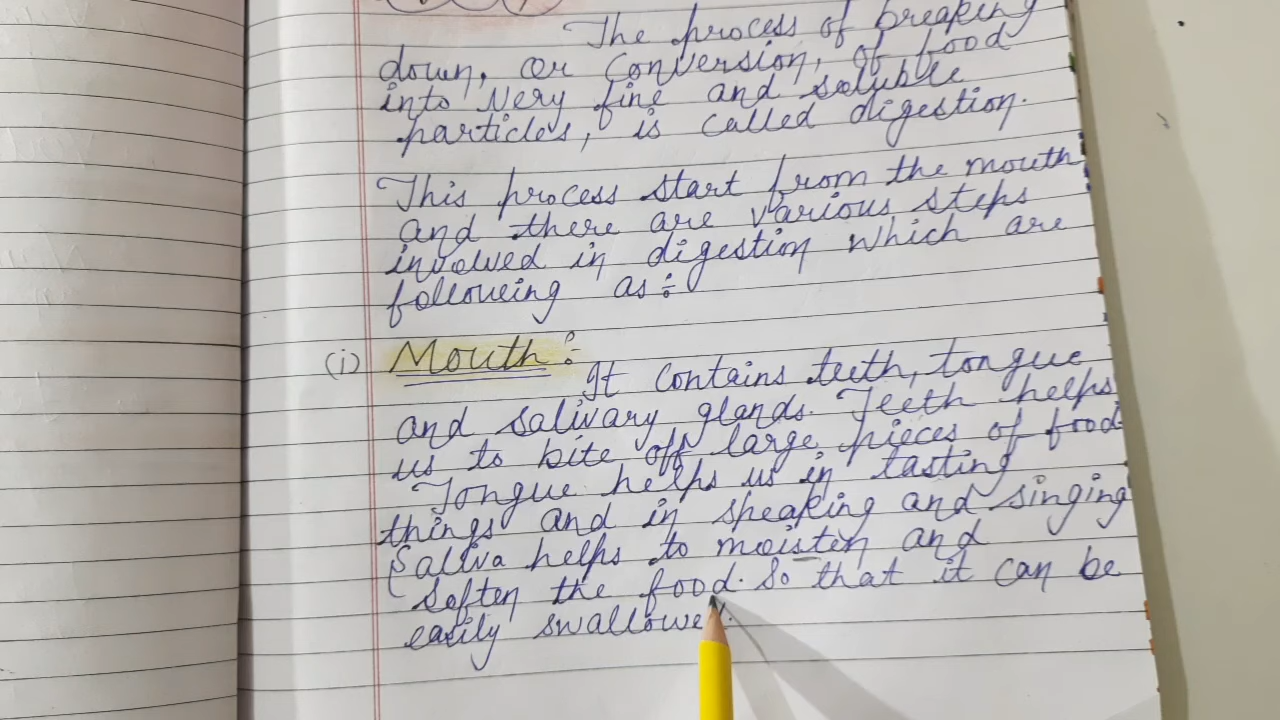 The process of breaking
down, or conversion, of food
into very fine and soluble
particles, is called digestion.
This process start from the mouth
and there are various steps
involved in digestion which are
following as:-
(i) Mouth:-
It contains teeth, tongue
and salivary glands. Teeth helps
us to bite off large pieces of food
Tongue helps us in tasting
things and in speaking and singing
Saliva helps to moisten and
Soften the food. So that it can be
easily swallowed.